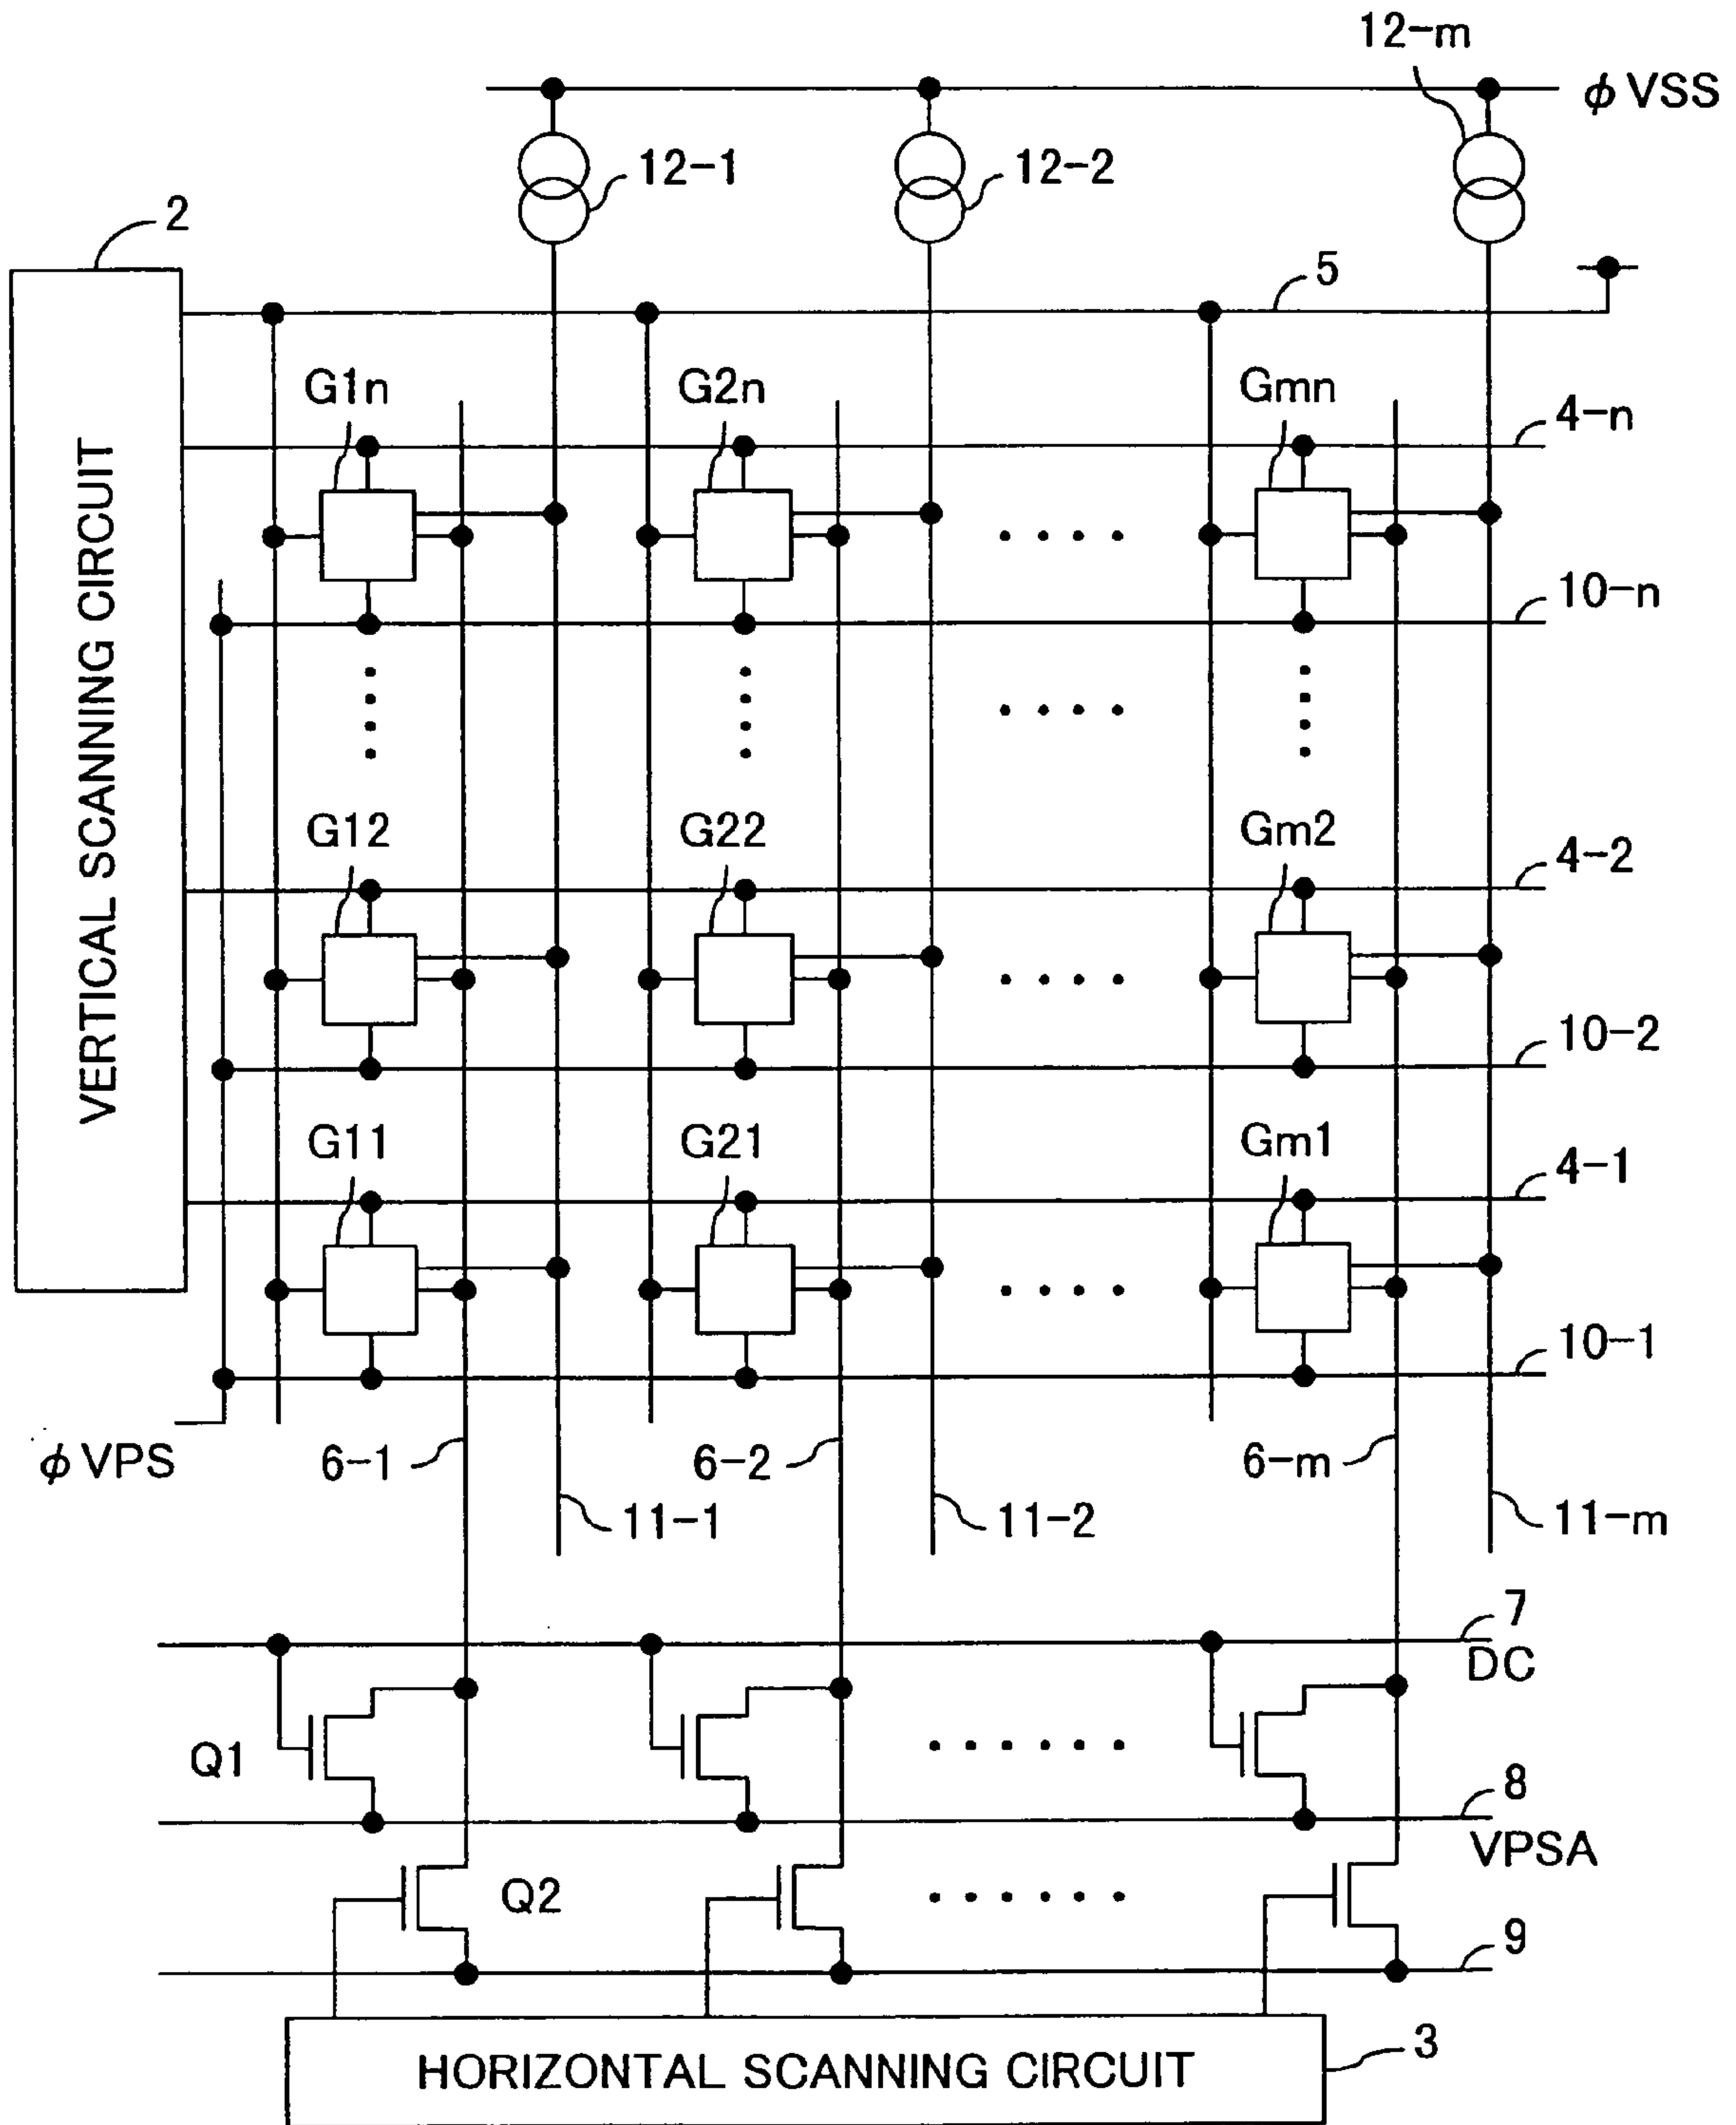 12-m
ϕ VSS
12-1
12-2
2
5
G1n
G2n
Gmn
4-n
VERTICAL SCANNING CIRCUIT
10-n
G12
G22
Gm2
4-2
10-2
G11
G21
Gm1
4-1
10-1
ϕ VPS
6-1
6-2
6-m
11-1
11-2
11-m
7
DC
Q1
8
VPSA
Q2
9
HORIZONTAL SCANNING CIRCUIT
3